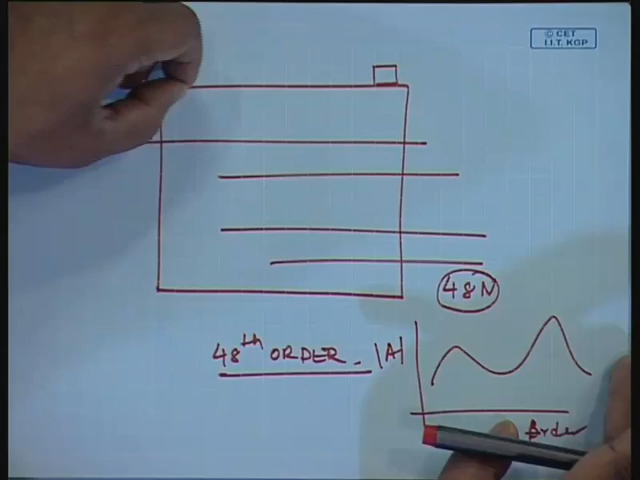 © CET
I.I.T. KGP
48N
48th ORDER - |A|
Order